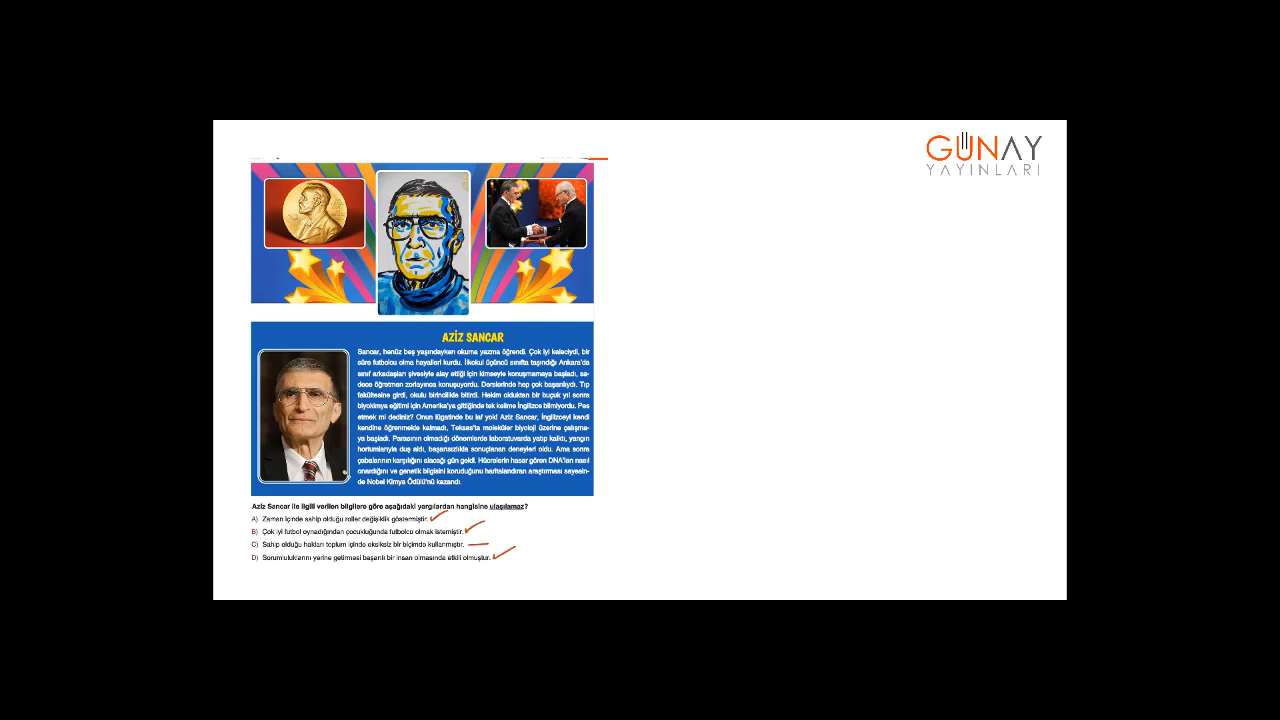 GÜNAY
YAYINLARI
AZİZ SANCAR
Sancar, henüz beş yaşındayken okuma yazma öğrendi. Çok iyi kaleciydi, bir
süre futbolcu olma hayalleri kurdu. İlkokul üçüncü sınıfta taşındığı Ankara'da
sınıf arkadaşları şivesiyle alay ettiği için kimseyle konuşmamaya başladı, sa-
dece öğretmen zorlayınca konuşuyordu. Derslerinde hep çok başarılıydı. Tıp
fakültesine girdi, okulu birincilikle bitirdi. Hekim olduktan bir buçuk yıl sonra
biyokimya eğitimi için Amerika'ya gittiğinde tek kelime İngilizce bilmiyordu. Pes
etmek mi dediniz? Onun lügatinde bu laf yok! Aziz Sancar, İngilizceyi kendi
kendine öğrenmekle kalmadı, Teksas'ta moleküler biyoloji üzerine çalışma-
ya başladı. Parasının olmadığı dönemlerde laboratuvarda yatıp kalktı, yangın
hortumlarıyla duş aldı, başarısızlıkla sonuçlanan deneyleri oldu. Ama sonra
çabalarının karşılığını alacağı gün geldi. Hücrelerin hasar gören DNA'ları nasıl
onardığını ve genetik bilgisini koruduğunu haritalandıran araştırması sayesin-
de Nobel Kimya Ödülü'nü kazandı.
Aziz Sancar ile ilgili verilen bilgilere göre aşağıdaki yargılardan hangisine ulaşılamaz?
A) Zaman içinde sahip olduğu roller değişiklik göstermiştir.
B) Çok iyi futbol oynadığından çocukluğunda futbolcu olmak istemiştir.
C) Sahip olduğu hakları toplum içinde eksiksiz bir biçimde kullanmıştır.
D) Sorumluluklarını yerine getirmesi başarılı bir insan olmasında etkili olmuştur.